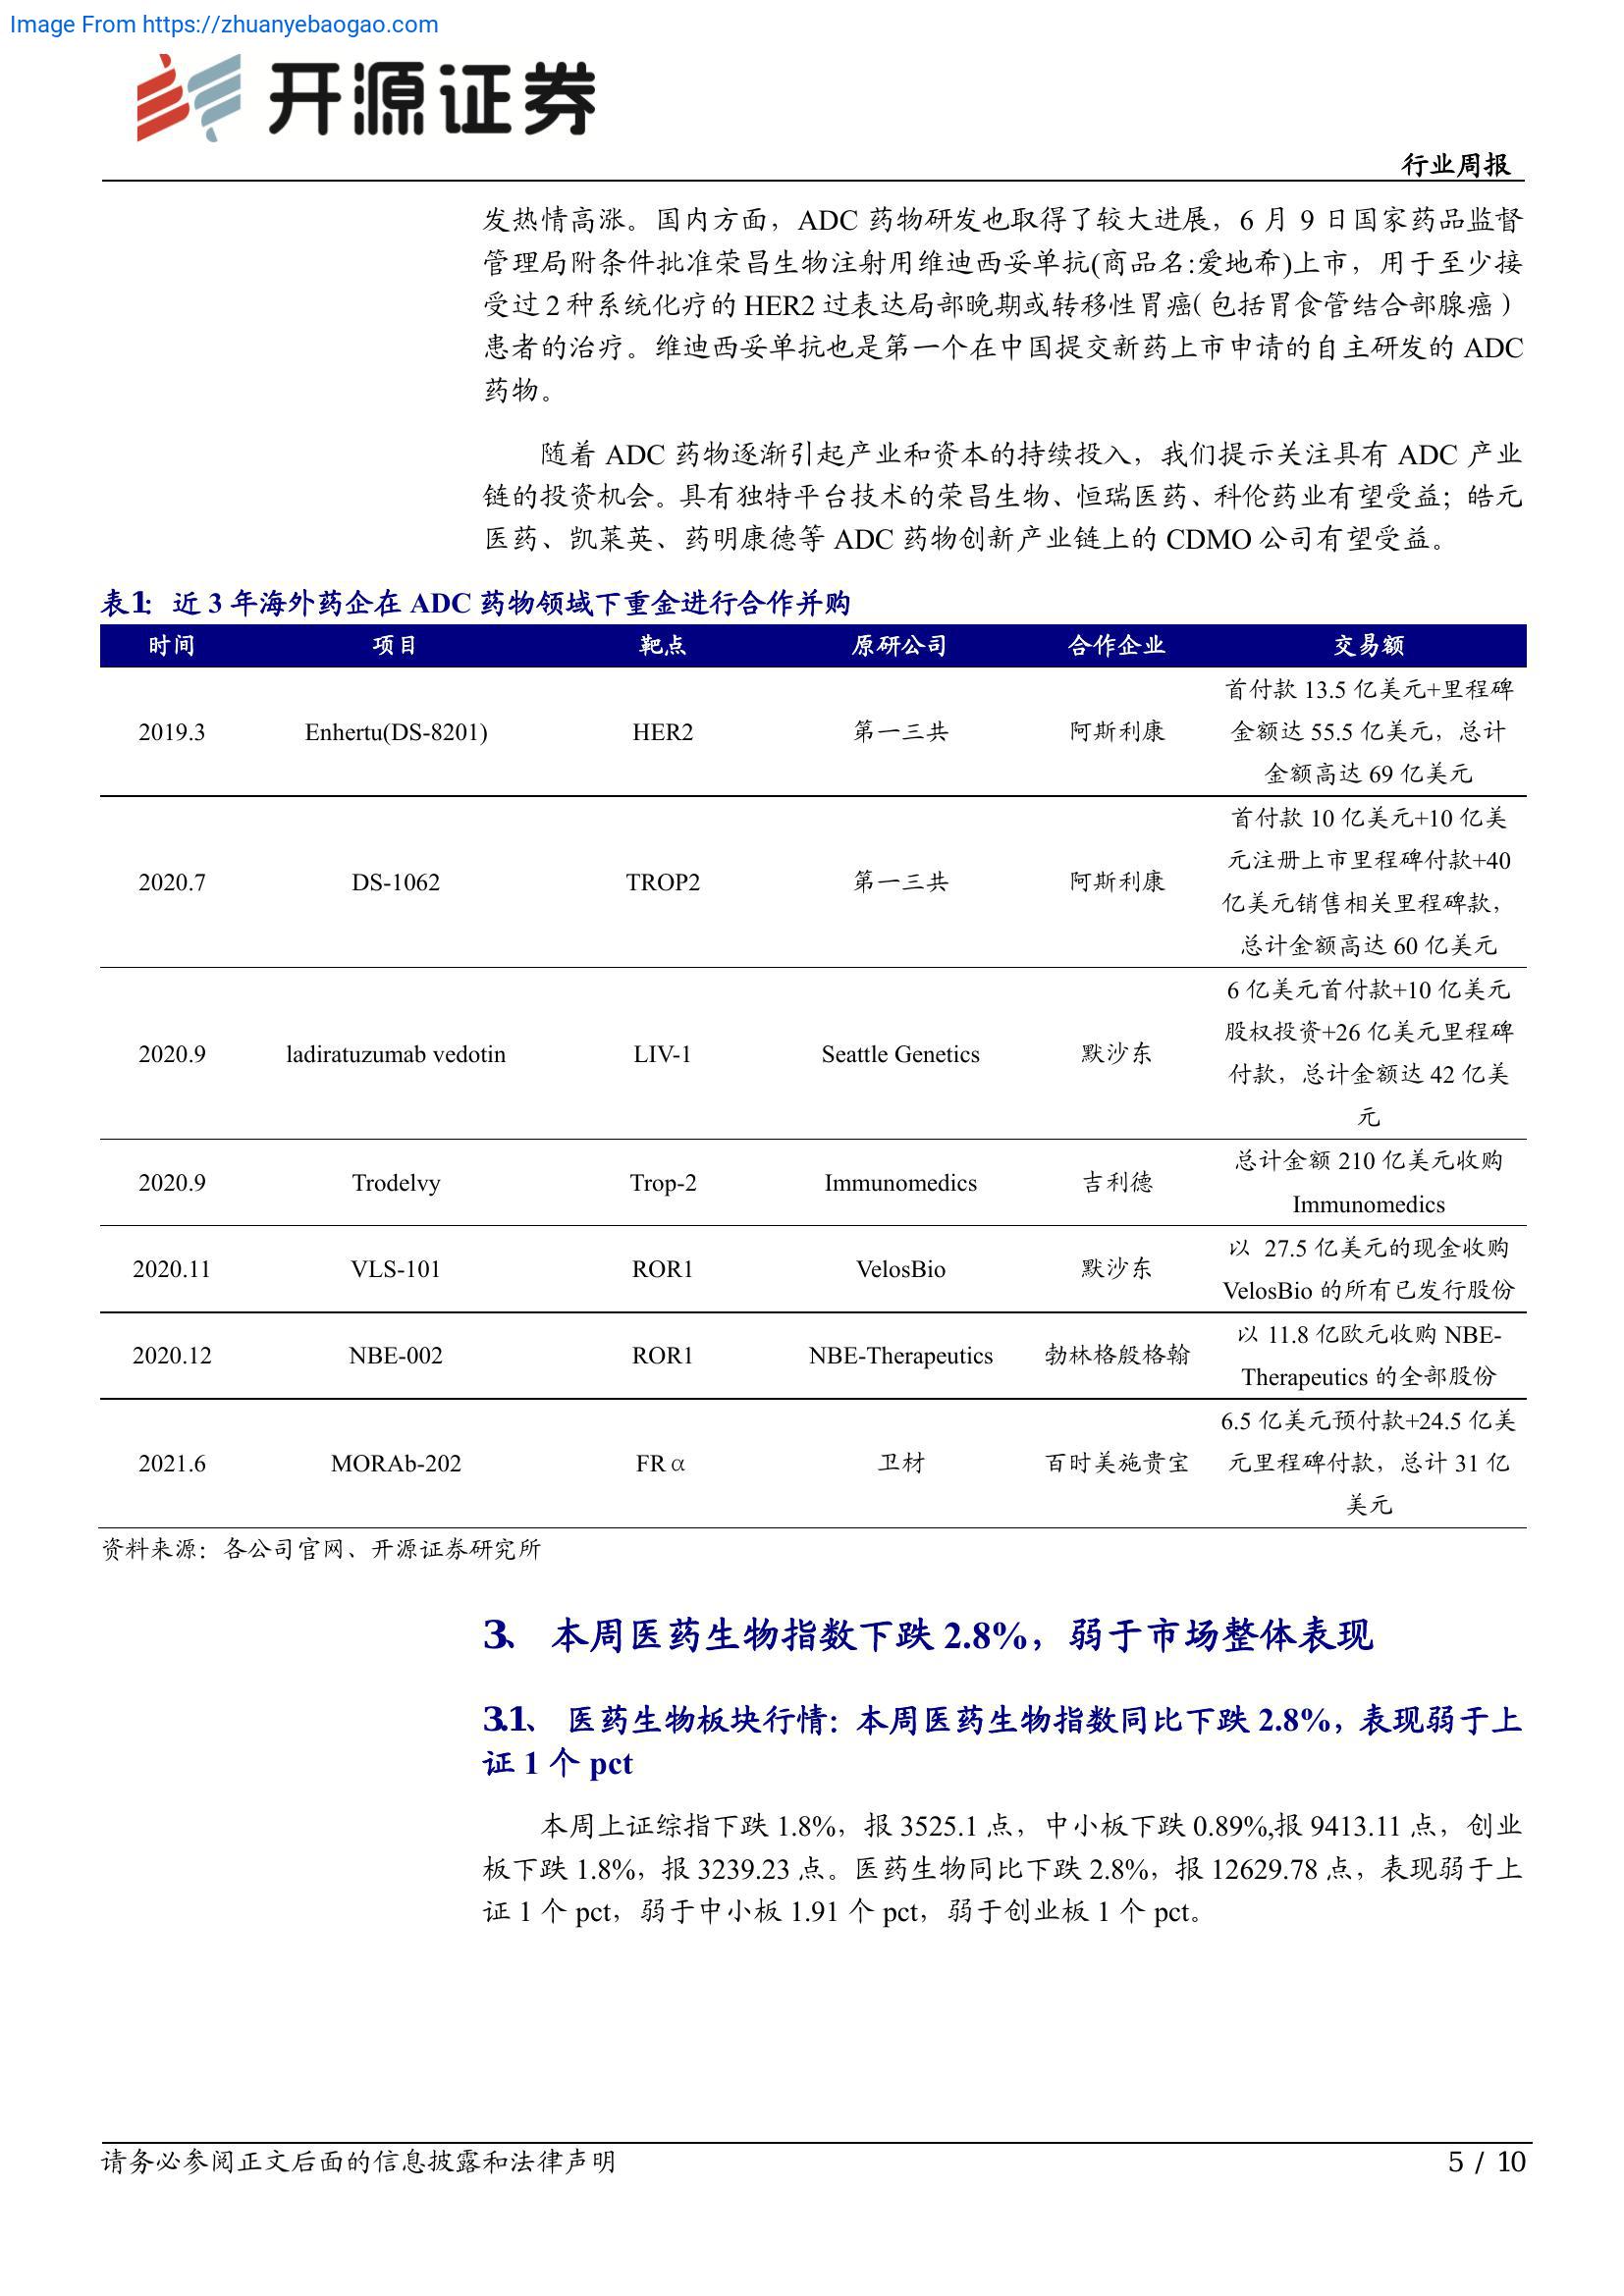 Image From https://zhuanyebaogao.com
开源证券
行业周报
发热情高涨。国内方面，ADC 药物研发也取得了较大进展，6 月 9 日国家药品监督
管理局附条件批准荣昌生物注射用维迪西妥单抗(商品名:爱地希)上市，用于至少接
受过 2 种系统化疗的 HER2 过表达局部晚期或转移性胃癌（包括胃食管结合部腺癌）
患者的治疗。维迪西妥单抗也是第一个在中国提交新药上市申请的自主研发的 ADC
药物。
随着 ADC 药物逐渐引起产业和资本的持续投入，我们提示关注具有 ADC 产业
链的投资机会。具有独特平台技术的荣昌生物、恒瑞医药、科伦药业有望受益；皓元
医药、凯莱英、药明康德等 ADC 药物创新产业链上的 CDMO 公司有望受益。
表1：近 3 年海外药企在 ADC 药物领域下重金进行合作并购
时间 项目 靶点 原研公司 合作企业 交易额
2019.3 Enhertu(DS-8201) HER2 第一三共 阿斯利康 首付款 13.5 亿美元+里程碑
金额达 55.5 亿美元，总计
金额高达 69 亿美元
2020.7 DS-1062 TROP2 第一三共 阿斯利康 首付款 10 亿美元+10 亿美
元注册上市里程碑付款+40
亿美元销售相关里程碑款，
总计金额高达 60 亿美元
2020.9 ladiratuzumab vedotin LIV-1 Seattle Genetics 默沙东 6 亿美元首付款+10 亿美元
股权投资+26 亿美元里程碑
付款，总计金额达 42 亿美
元
2020.9 Trodelvy Trop-2 Immunomedics 吉利德 总计金额 210 亿美元收购
Immunomedics
2020.11 VLS-101 ROR1 VelosBio 默沙东 以 27.5 亿美元的现金收购
VelosBio 的所有已发行股份
2020.12 NBE-002 ROR1 NBE-Therapeutics 勃林格殷格翰 以 11.8 亿欧元收购 NBE-
Therapeutics 的全部股份
2021.6 MORAb-202 FRα 卫材 百时美施贵宝 6.5 亿美元预付款+24.5 亿美
元里程碑付款，总计 31 亿
美元
资料来源：各公司官网、开源证券研究所
3、 本周医药生物指数下跌 2.8%，弱于市场整体表现
3.1、 医药生物板块行情：本周医药生物指数同比下跌 2.8%，表现弱于上
证 1 个 pct
本周上证综指下跌 1.8%，报 3525.1 点，中小板下跌 0.89%,报 9413.11 点，创业
板下跌 1.8%，报 3239.23 点。医药生物同比下跌 2.8%，报 12629.78 点，表现弱于上
证 1 个 pct，弱于中小板 1.91 个 pct，弱于创业板 1 个 pct。
请务必参阅正文后面的信息披露和法律声明
5 / 10